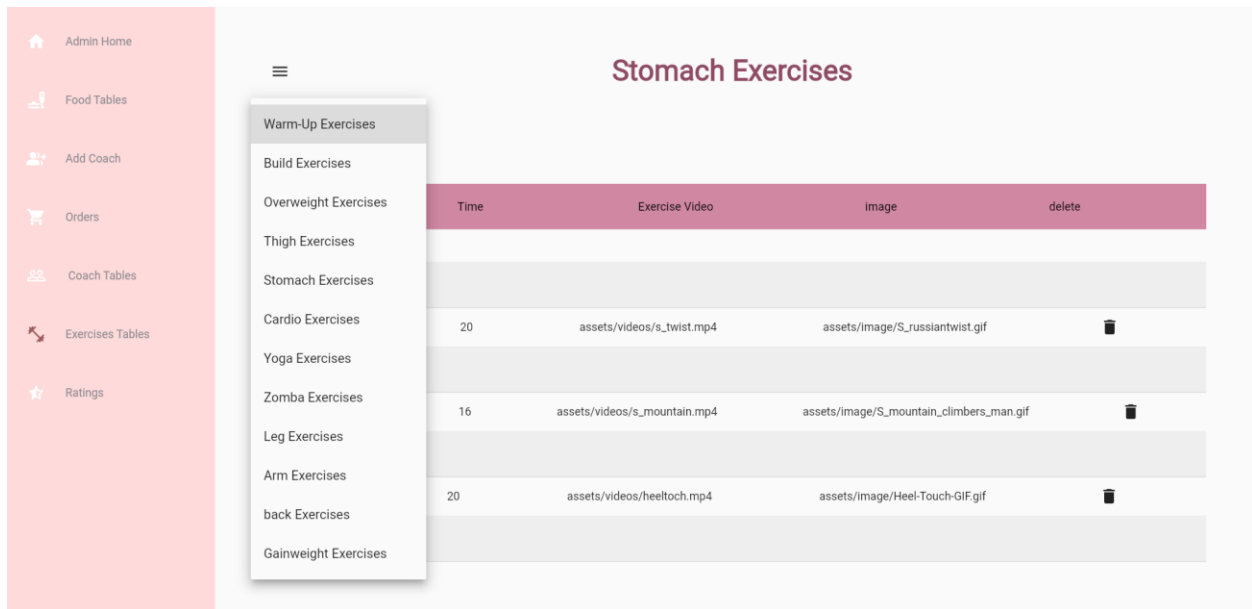 Admin Home
Food Tables
Add Coach
Orders
Coach Tables
Exercises Tables
Ratings
Stomach Exercises
Warm-Up Exercises
Build Exercises
Overweight Exercises
Thigh Exercises
Stomach Exercises
Cardio Exercises
Yoga Exercises
Zomba Exercises
Leg Exercises
Arm Exercises
back Exercises
Gainweight Exercises
Time Exercise Video image delete
20 assets/videos/s_twist.mp4 assets/image/S_russiantwist.gif
16 assets/videos/s_mountain.mp4 assets/image/S_mountain_climbers_man.gif
20 assets/videos/heeltoch.mp4 assets/image/Heel-Touch-GIF.gif